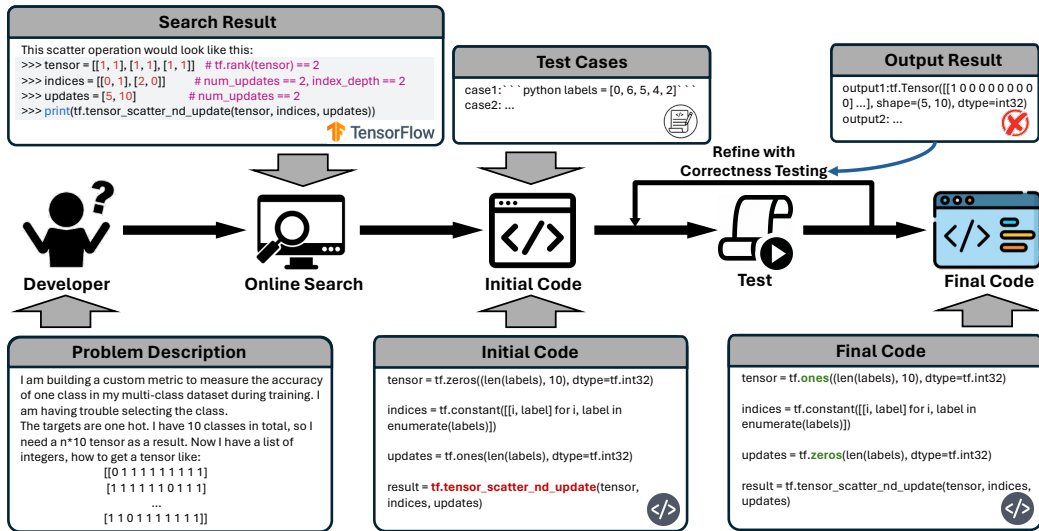 Search Result
This scatter operation would look like this:
>>> tensor = [[1, 1], [1, 1], [1, 1]]   # tf.rank(tensor) == 2
>>> indices = [[0, 1], [2, 0]]   # num_updates == 2, index_depth == 2
>>> updates = [5, 10]   # num_updates == 2
>>> print(tf.tensor_scatter_nd_update(tensor, indices, updates))
TensorFlow
Test Cases
case1:```python labels = [0, 6, 5, 4, 2]```
case2: ...
Output Result
output1:tf.Tensor([[1 0 0 0 0 0 0 0 0
0] ...], shape=(5, 10), dtype=int32)
output2: ...
Refine with
Correctness Testing
Developer
Online Search
Initial Code
Test
Final Code
Problem Description
I am building a custom metric to measure the accuracy
of one class in my multi-class dataset during training. I
am having trouble selecting the class.
The targets are one hot. I have 10 classes in total, so I
need a n*10 tensor as a result. Now I have a list of
integers, how to get a tensor like:
[[0 1 1 1 1 1 1 1 1 1]
[1 1 1 1 1 1 0 1 1 1]
...
[1 1 0 1 1 1 1 1 1 1]]
Initial Code
tensor = tf.zeros((len(labels), 10), dtype=tf.int32)
indices = tf.constant([[i, label] for i, label in
enumerate(labels)])
updates = tf.ones(len(labels), dtype=tf.int32)
result = tf.tensor_scatter_nd_update(tensor,
indices, updates)
Final Code
tensor = tf.ones((len(labels), 10), dtype=tf.int32)
indices = tf.constant([[i, label] for i, label in
enumerate(labels)])
updates = tf.zeros(len(labels), dtype=tf.int32)
result = tf.tensor_scatter_nd_update(tensor, indices,
updates)